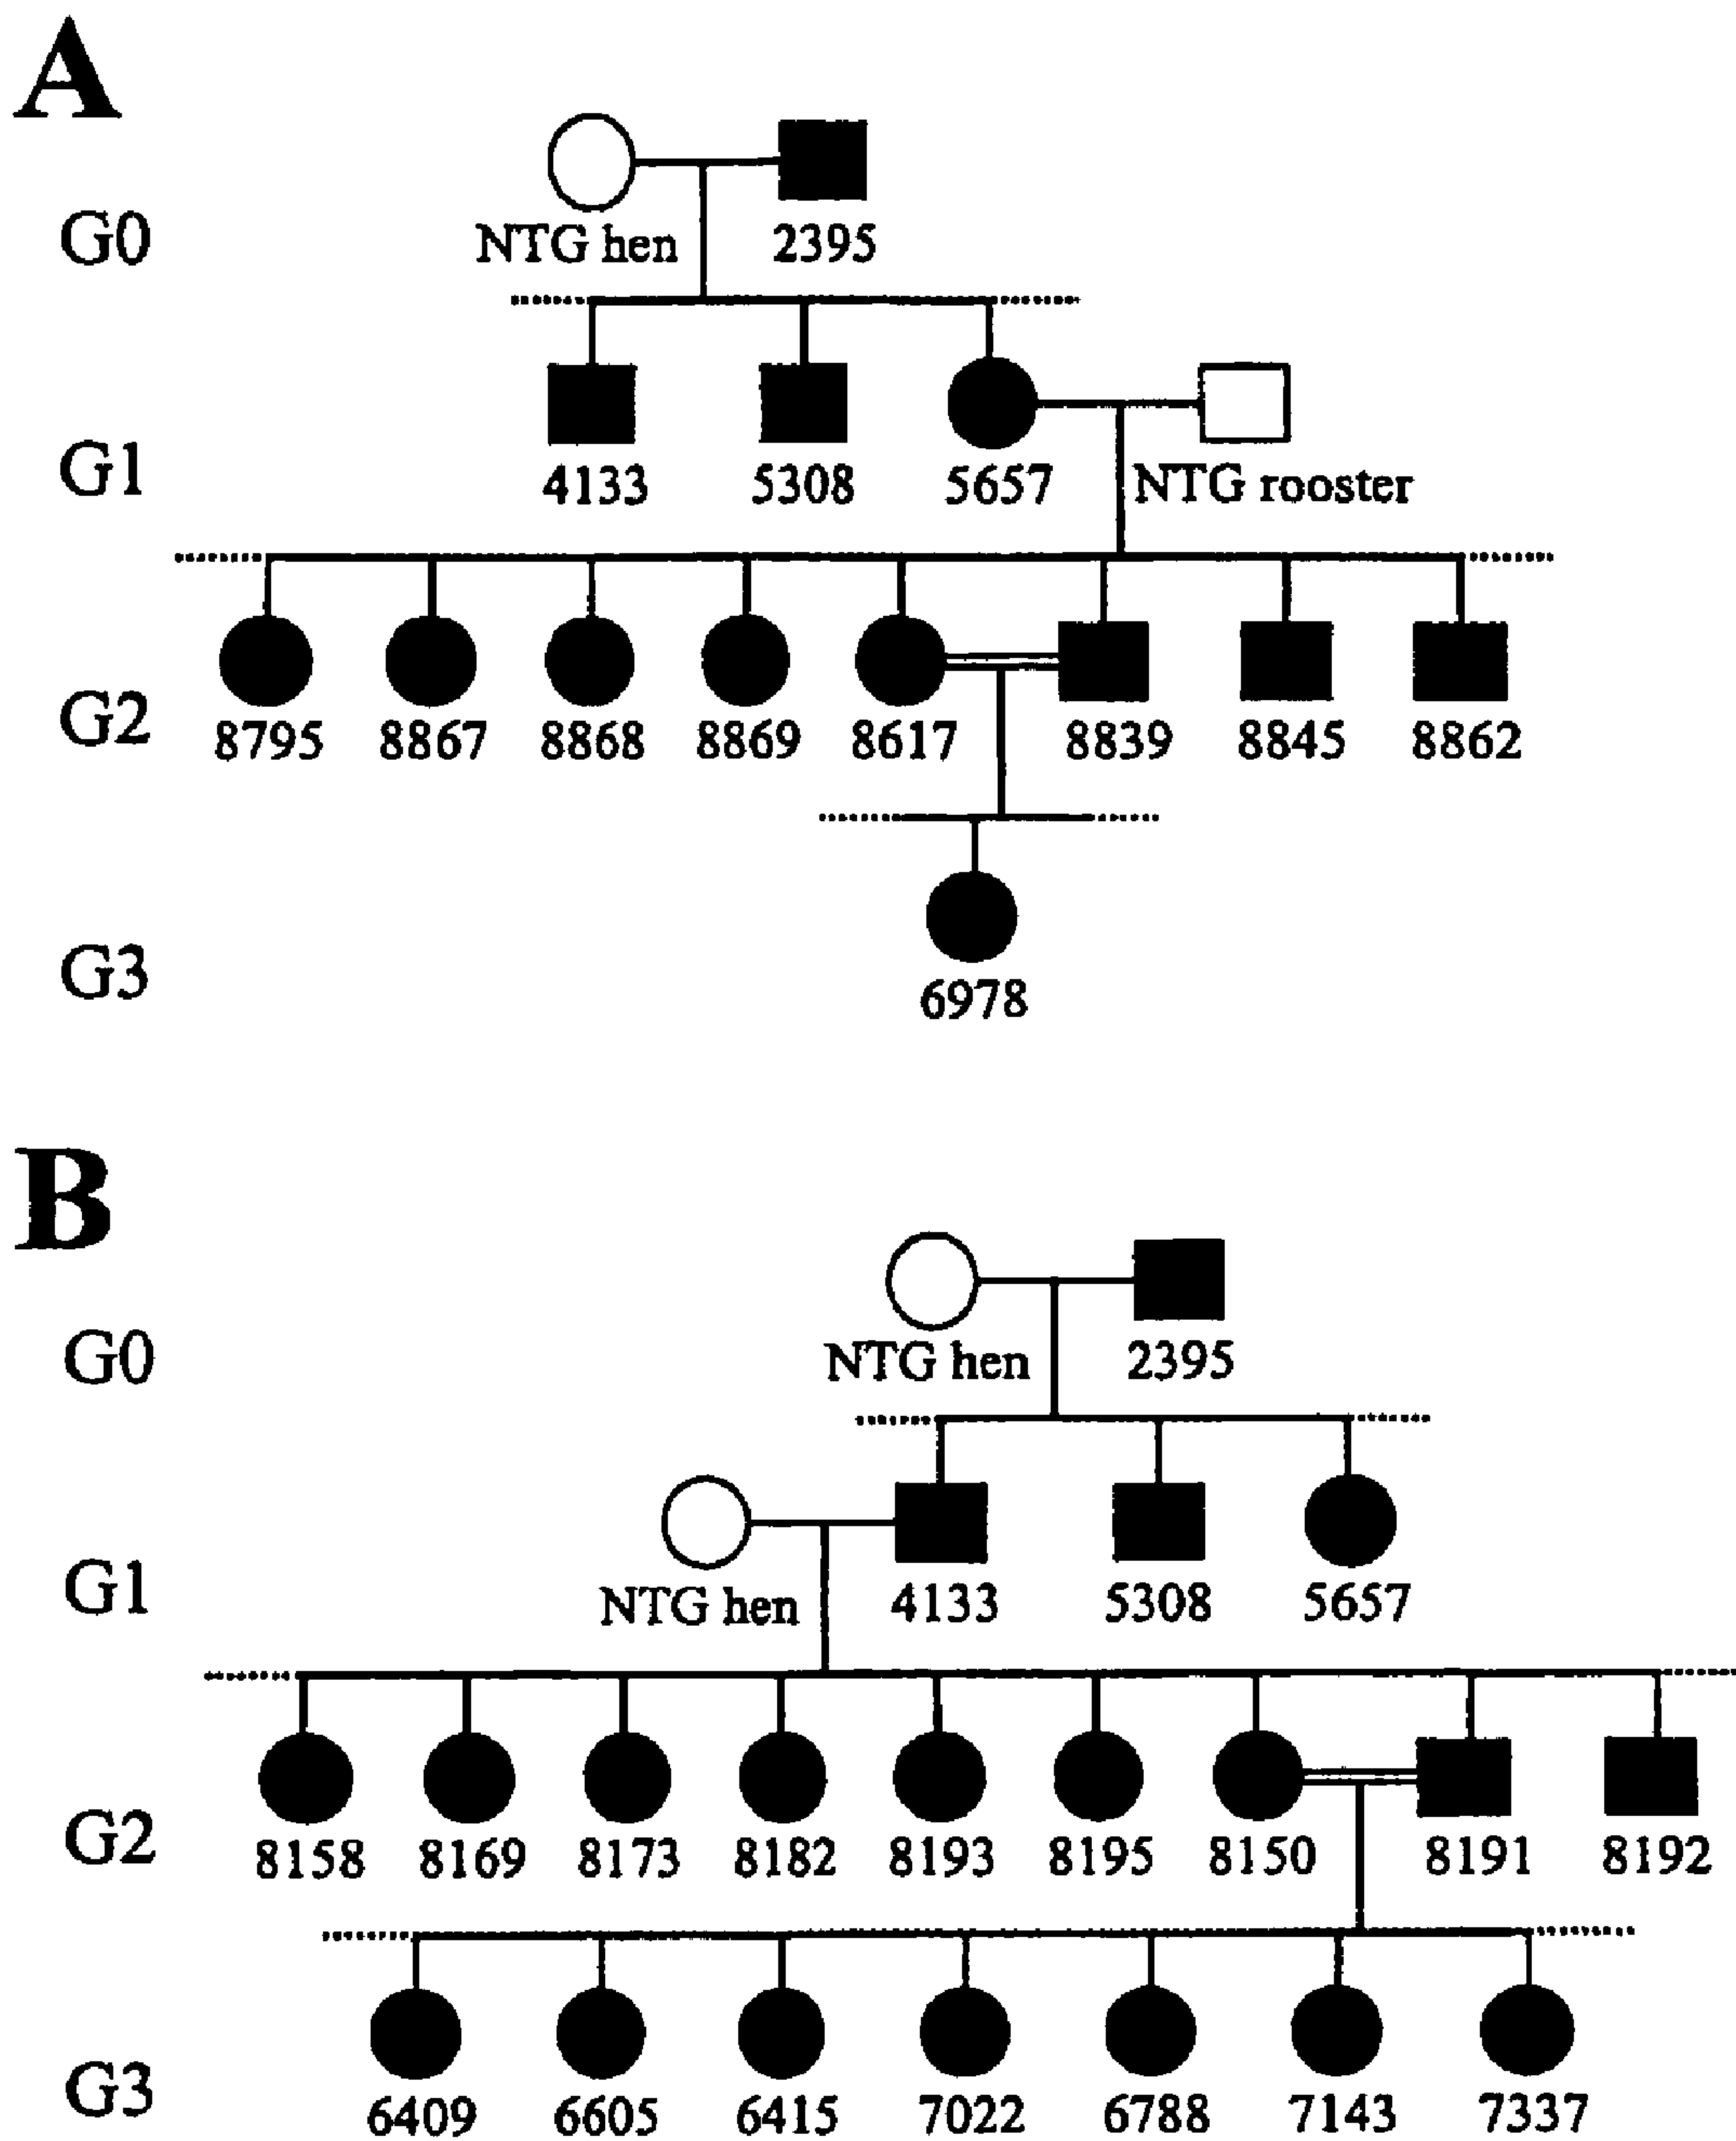 A
G0
NTG hen 2395
G1
4133 5308 5657 NTG rooster
G2
8795 8867 8868 8869 8617 8839 8845 8862
G3
6978
B
G0
NTG hen 2395
G1
NTG hen 4133 5308 5657
G2
8158 8169 8173 8182 8193 8195 8150 8191 8192
G3
6409 6605 6415 7022 6788 7143 7337